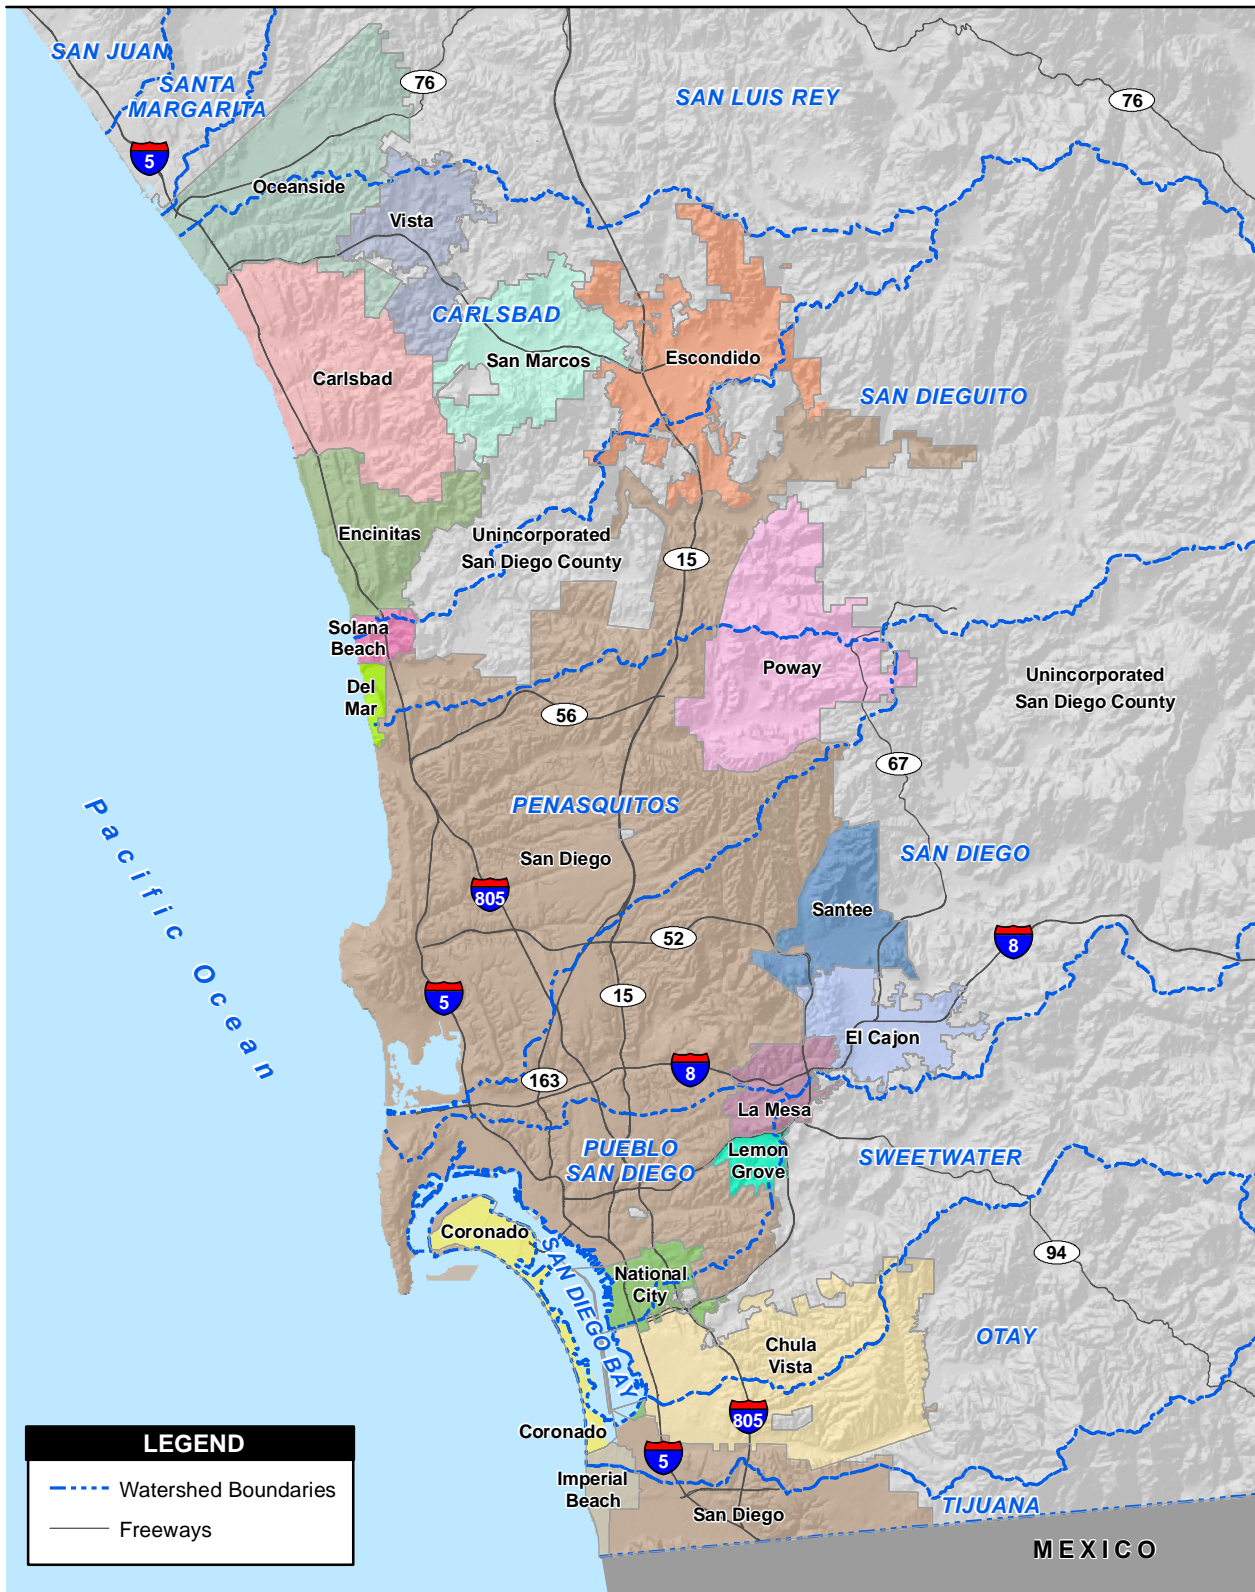 SAN JUAN
SANTA
MARGARITA
76
SAN LUIS REY
76
5
Oceanside
Vista
CARLSBAD
San Marcos
Escondido
Carlsbad
SAN DIEGUITO
Encinitas
Unincorporated
San Diego County
15
Solana
Beach
Poway
Unincorporated
San Diego County
Del
Mar
56
67
Pacific Ocean
PENASQUITOS
San Diego
SAN DIEGO
805
Santee
52
8
5
15
El Cajon
8
163
La Mesa
PUEBLO
SAN DIEGO
Lemon
Grove
SWEETWATER
Coronado
SAN DIEGO BAY
94
National
City
OTAY
Chula
Vista
805
Coronado
5
Imperial
Beach
San Diego
TIJUANA
MEXICO
LEGEND
Watershed Boundaries
Freeways